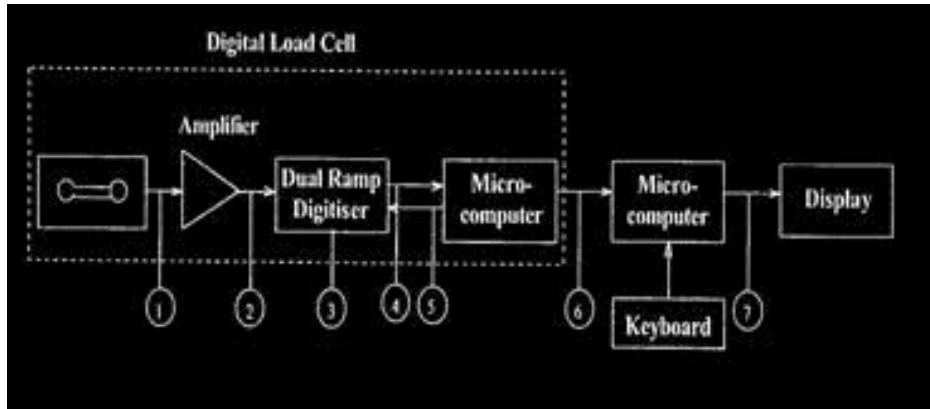 Digital Load Cell
Amplifier
Dual Ramp
Digitiser
Micro-
computer
Micro-
computer
Display
Keyboard
1
2
3
4
5
6
7